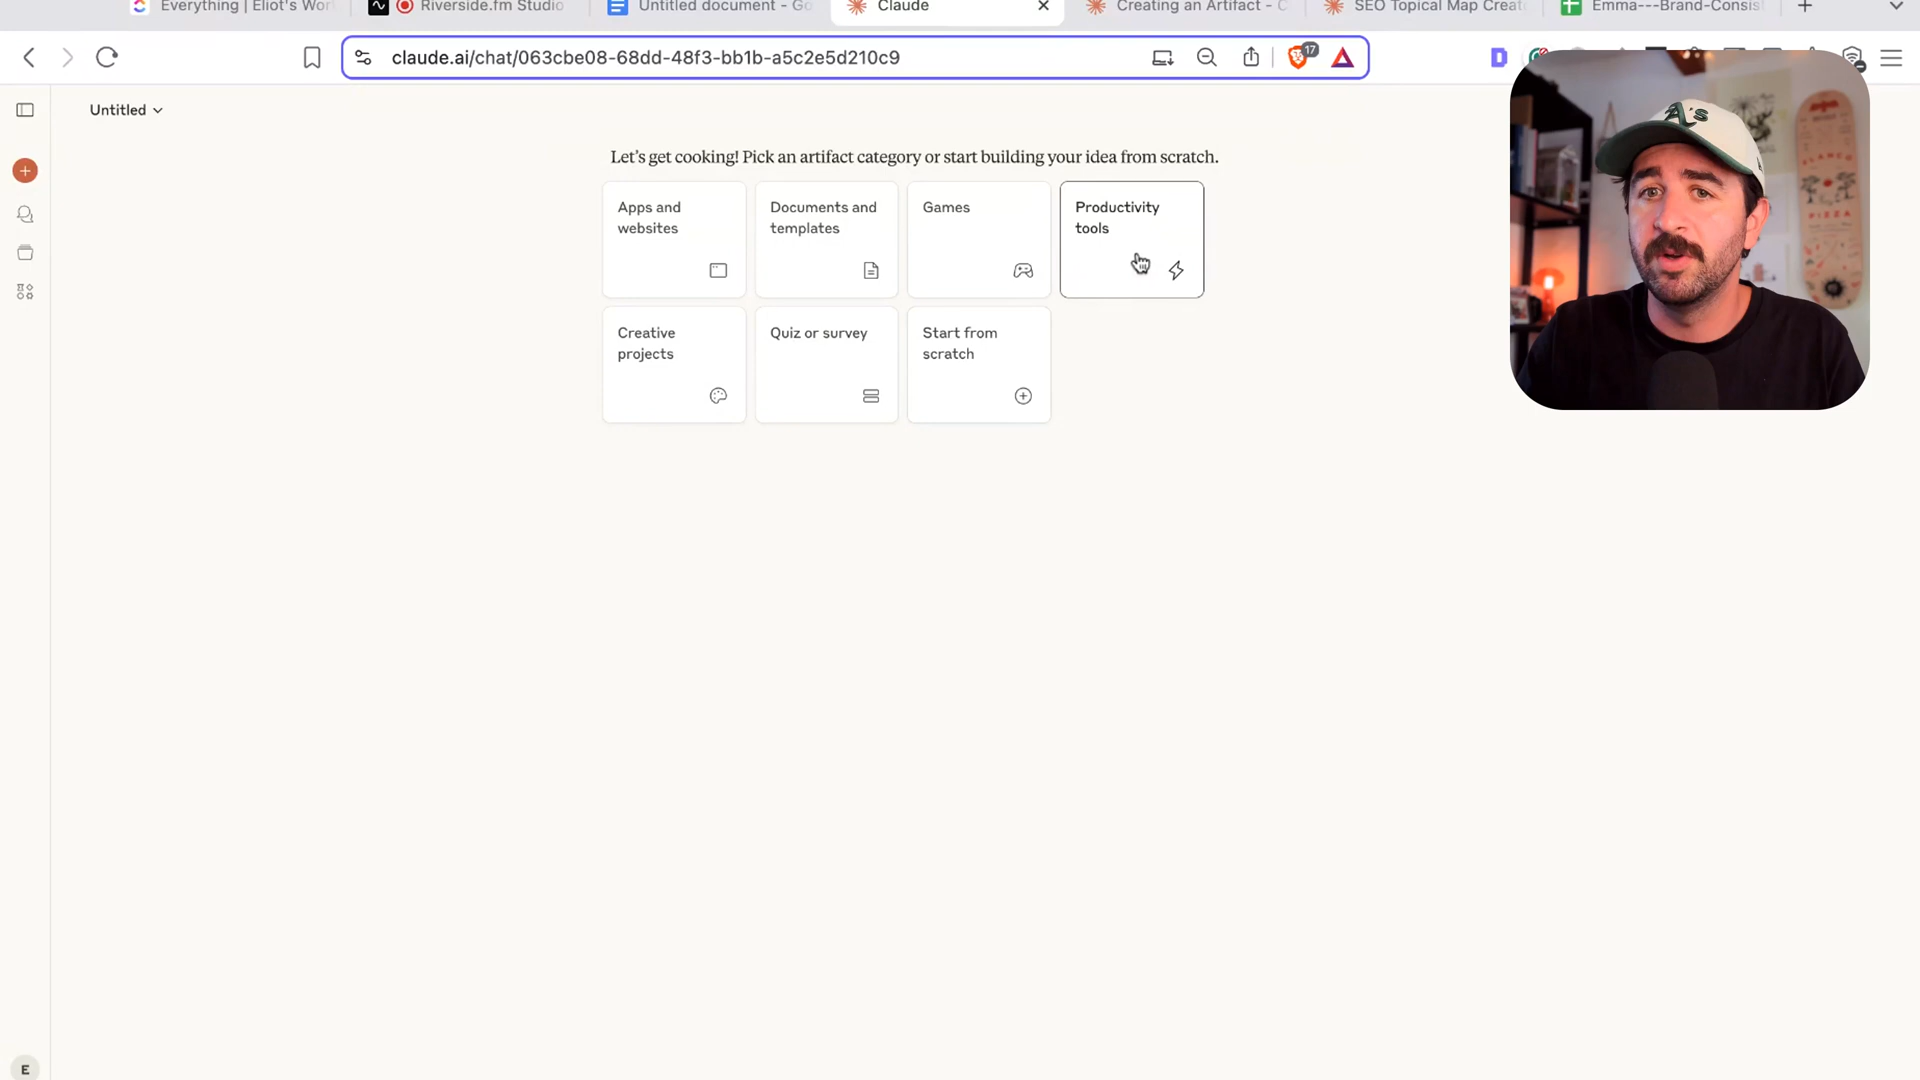 Everything | Eliot's Wor
Riverside.fm Studio
Untitled document - Go
Claude
Creating an Artifact - C
SEO Topical Map Creat
Emma---Brand-Consis
claude.ai/chat/063cbe08-68dd-48f3-bb1b-a5c2e5d210c9
17
D
Untitled
A's
Let's get cooking! Pick an artifact category or start building your idea from scratch.
Apps and
websites
Documents and
templates
Games
Productivity
tools
Creative
projects
Quiz or survey
Start from
scratch
PIZZA
E